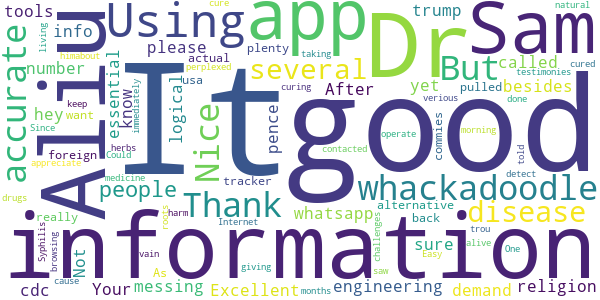 cure natural
tools Using app Dr Sam
living info trump
himebout please plenty
taking perplexed actual
accurate number Alliu essential know It logical several But called cured
hey usa yet pulled testimonies
keep curing After besides verious done
Since want Nice pence good commies operate morning
foreign Could herbs tracker contacted told
appreciate people Thank whackadoodle
drugs medicine whatsapp alternative detect disease
really Internet back trou
Syphilis browsing Not harm roots sure challenges alive One
information
vain As giving saw Easy
cdc cause Your messing Excellent engineering demand religion
immediately months